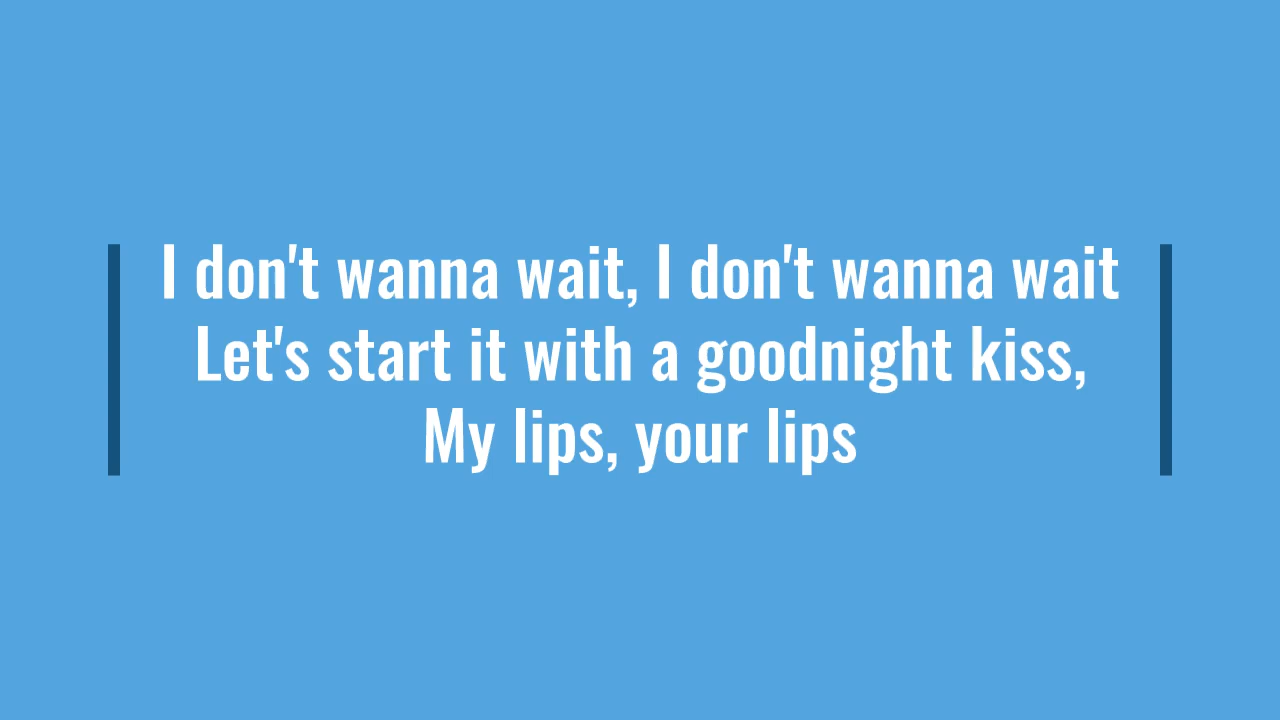 I don't wanna wait, I don't wanna wait
Let's start it with a goodnight kiss,
My lips, your lips